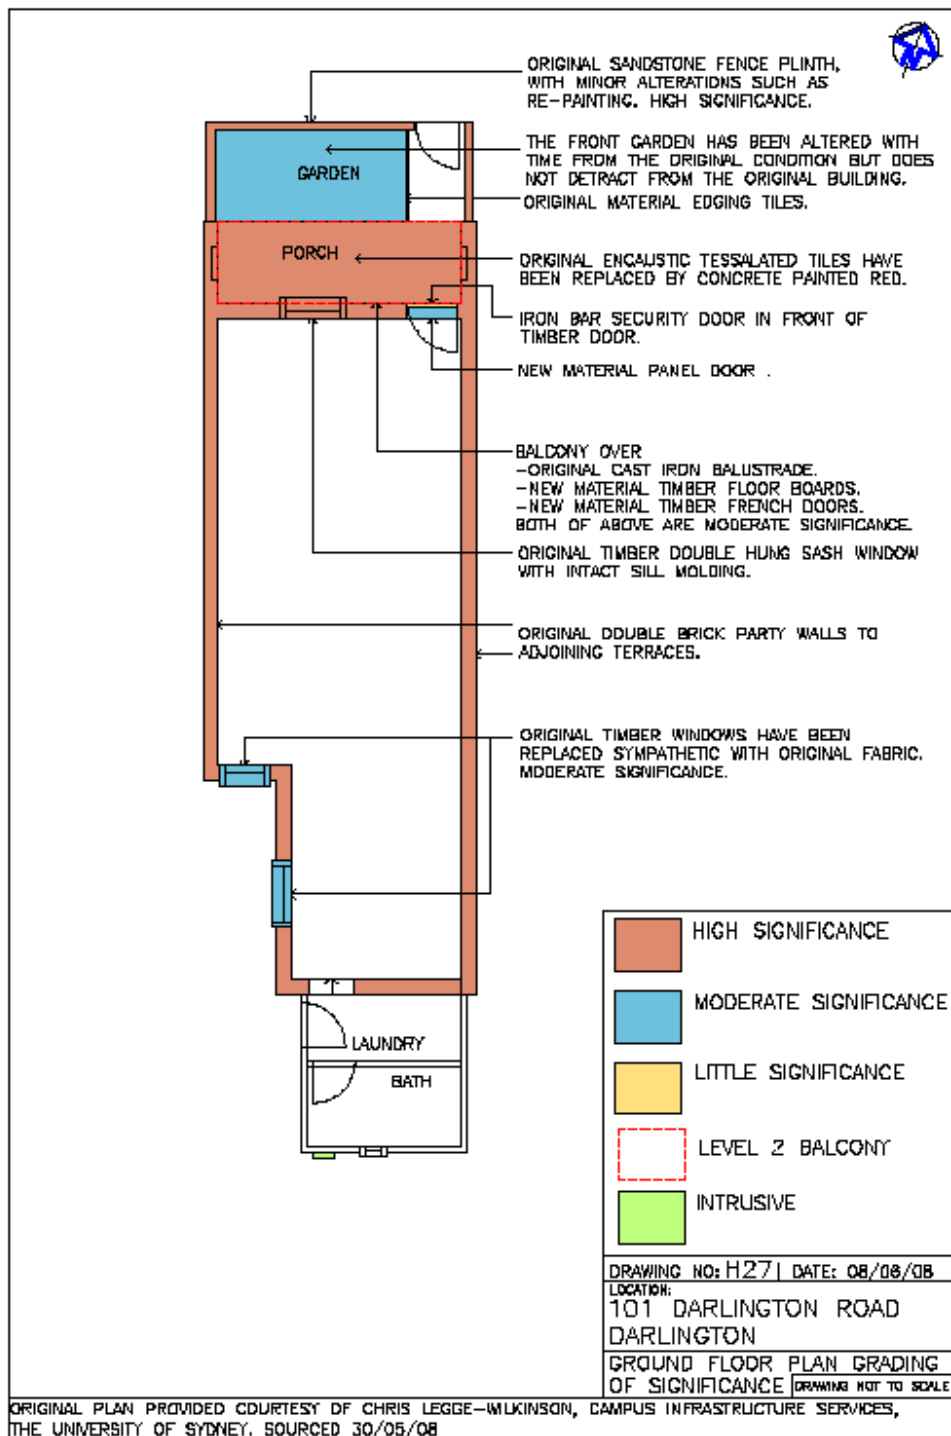 ORIGINAL SANDSTONE FENCE PLINTH,
WITH MINOR ALTERATIONS SUCH AS
RE-PAINTING. HIGH SIGNIFICANCE.
THE FRONT GARDEN HAS BEEN ALTERED WITH
TIME FROM THE ORIGINAL CONDITION BUT DOES
NOT DETRACT FROM THE ORIGINAL BUILDING.
GARDEN
ORIGINAL MATERIAL EDGING TILES.
PORCH
ORIGINAL ENCAUSTIC TESSALATED TILES HAVE
BEEN REPLACED BY CONCRETE PAINTED RED.
IRON BAR SECURITY DOOR IN FRONT OF
TIMBER DOOR.
NEW MATERIAL PANEL DOOR .
BALCONY OVER
-ORIGINAL CAST IRON BALUSTRADE.
-NEW MATERIAL TIMBER FLOOR BOARDS.
-NEW MATERIAL TIMBER FRENCH DOORS.
BOTH OF ABOVE ARE MODERATE SIGNIFICANCE.
ORIGINAL TIMBER DOUBLE HUNG SASH WINDOW
WITH INTACT SILL MOLDING.
ORIGINAL DOUBLE BRICK PARTY WALLS TO
ADJOINING TERRACES.
ORIGINAL TIMBER WINDOWS HAVE BEEN
REPLACED SYMPATHETIC WITH ORIGINAL FABRIC.
MODERATE SIGNIFICANCE.
LAUNDRY
BATH
HIGH SIGNIFICANCE
MODERATE SIGNIFICANCE
LITTLE SIGNIFICANCE
LEVEL 2 BALCONY
INTRUSIVE
DRAWING NO: H27 DATE: 08/06/08
LOCATION:
101 DARLINGTON ROAD
DARLINGTON
GROUND FLOOR PLAN GRADING
OF SIGNIFICANCE DRAWING NOT TO SCALE
ORIGINAL PLAN PROVIDED COURTESY OF CHRIS LEGGE-WILKINSON, CAMPUS INFRASTRUCTURE SERVICES,
THE UNIVERSITY OF SYDNEY. SOURCED 30/05/08